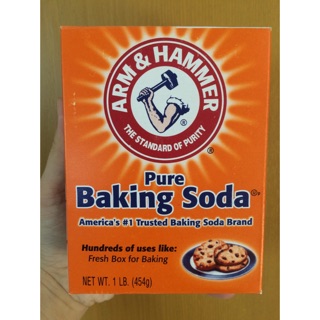 ARM & HAMMER
THE STANDARD OF PURITY
®
Pure
Baking Soda®
America's #1 Trusted Baking Soda Brand
Hundreds of uses like:
Fresh Box for Baking
NET WT. 1 LB. (454g)